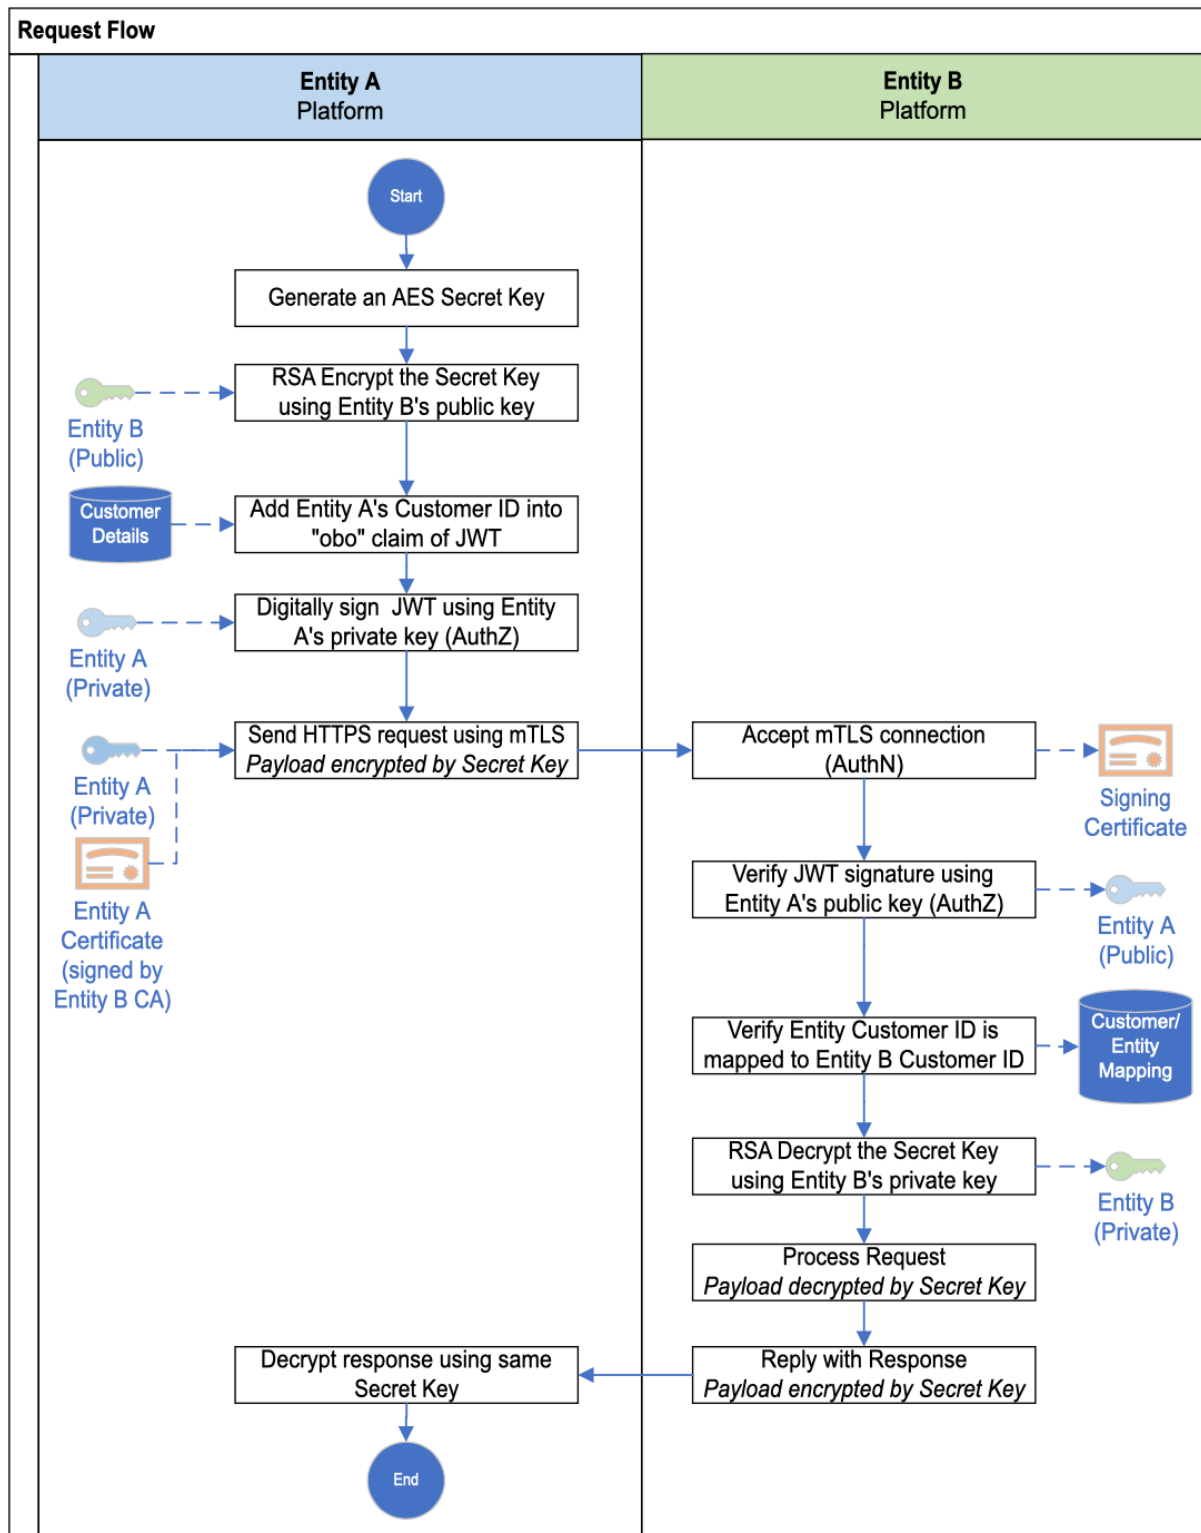 Request Flow
Entity A
Platform
Entity B
Platform
Start
Generate an AES Secret Key
RSA Encrypt the Secret Key
using Entity B's public key
Entity B
(Public)
Customer
Details
Add Entity A's Customer ID into
"obo" claim of JWT
Digitally sign JWT using Entity
A's private key (AuthZ)
Entity A
(Private)
Send HTTPS request using mTLS
Payload encrypted by Secret Key
Entity A
(Private)
Entity A
Certificate
(signed by
Entity B CA)
Accept mTLS connection
(AuthN)
Signing
Certificate
Verify JWT signature using
Entity A's public key (AuthZ)
Entity A
(Public)
Verify Entity Customer ID is
mapped to Entity B Customer ID
Customer/
Entity
Mapping
RSA Decrypt the Secret Key
using Entity B's private key
Entity B
(Private)
Process Request
Payload decrypted by Secret Key
Reply with Response
Payload encrypted by Secret Key
Decrypt response using same
Secret Key
End